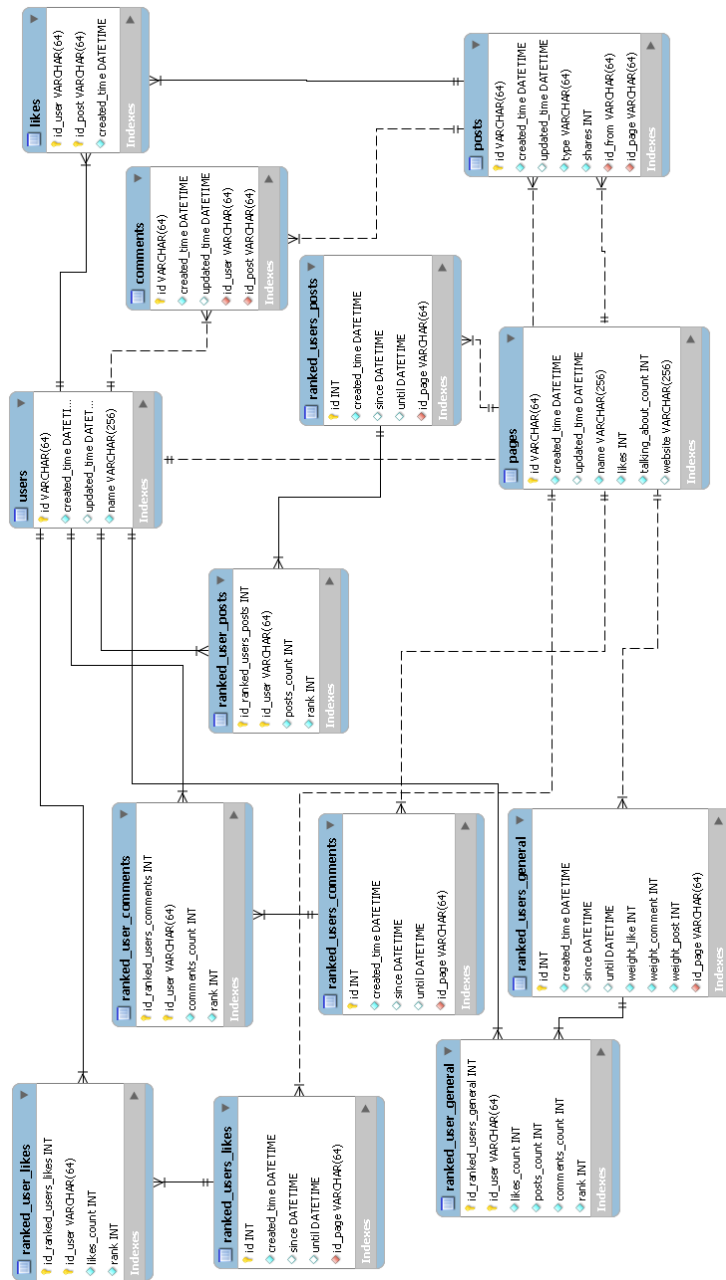 likes
id_user VARCHAR(64)
id_post VARCHAR(64)
created_time DATETIME
Indexes
comments
id VARCHAR(64)
created_time DATETIME
updated_time DATETIME
id_user VARCHAR(64)
id_post VARCHAR(64)
Indexes
posts
id VARCHAR(64)
created_time DATETIME
updated_time DATETIME
type VARCHAR(64)
shares INT
id_from VARCHAR(64)
id_page VARCHAR(64)
Indexes
ranked_users_posts
id INT
created_time DATETIME
since DATETIME
until DATETIME
id_page VARCHAR(64)
Indexes
users
id VARCHAR(64)
created_time DATETI...
updated_time DATET...
name VARCHAR(256)
Indexes
pages
id VARCHAR(64)
created_time DATETIME
updated_time DATETIME
name VARCHAR(256)
likes INT
talking_about_count INT
website VARCHAR(256)
Indexes
ranked_user_posts
id_ranked_users_posts INT
id_user VARCHAR(64)
posts_count INT
rank INT
Indexes
ranked_user_comments
id_ranked_users_comments INT
id_user VARCHAR(64)
comments_count INT
rank INT
Indexes
ranked_users_comments
id INT
created_time DATETIME
since DATETIME
until DATETIME
id_page VARCHAR(64)
Indexes
ranked_users_general
id INT
created_time DATETIME
since DATETIME
until DATETIME
weight_like INT
weight_comment INT
weight_post INT
id_page VARCHAR(64)
Indexes
ranked_user_likes
id_ranked_users_likes INT
id_user VARCHAR(64)
likes_count INT
rank INT
Indexes
ranked_users_likes
id INT
created_time DATETIME
since DATETIME
until DATETIME
id_page VARCHAR(64)
Indexes
ranked_user_general
id_ranked_users_general INT
id_user VARCHAR(64)
likes_count INT
posts_count INT
comments_count INT
rank INT
Indexes